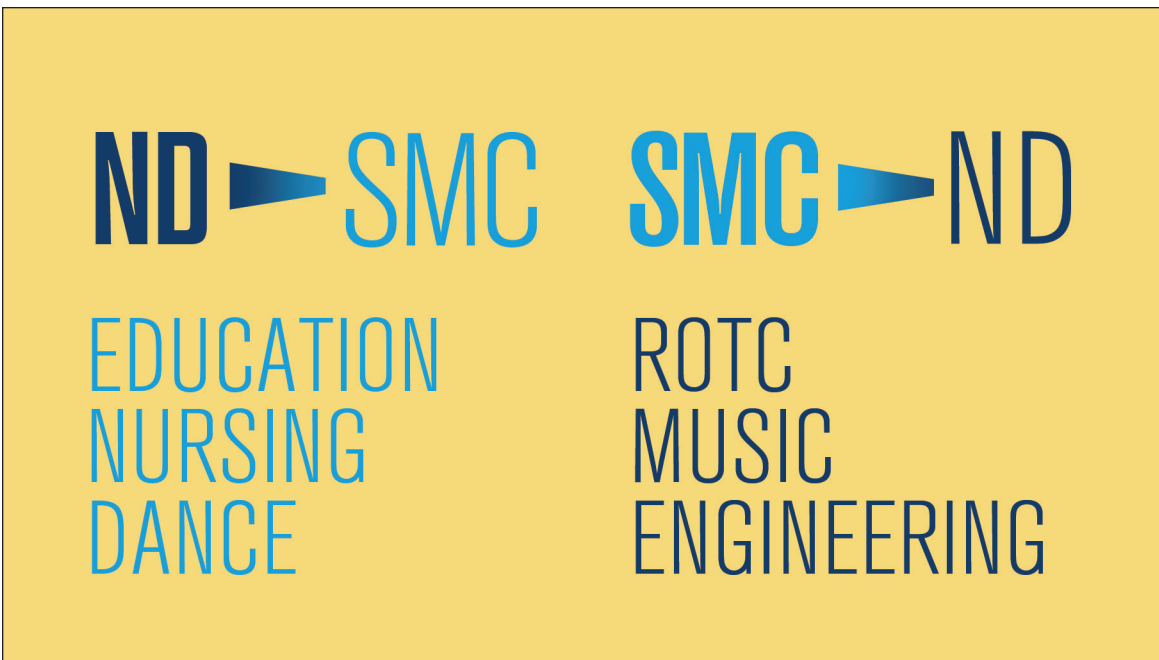 ND SMC
EDUCATION
NURSING
DANCE
SMC ND
ROTC
MUSIC
ENGINEERING